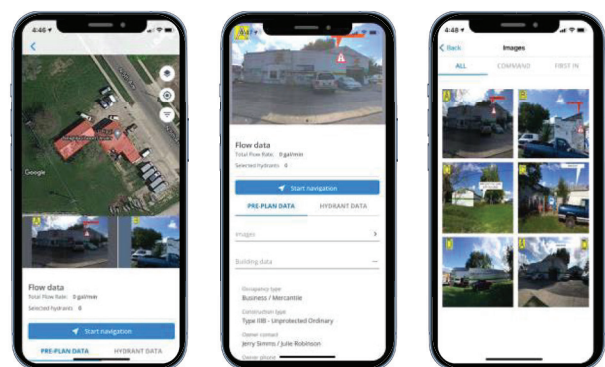 4:46
Google
A
B
Flow data
Total Flow Rate: 0 gal/min
Selected Hydrants 0
Start navigation
PRE-PLAN DATA HYDRANT DATA
4:47
A
Flow data
Total Flow Rate: 0 gal/min
Selected Hydrants 0
Start navigation
PRE-PLAN DATA HYDRANT DATA
Images
Building data
Occupancy type
Business / Mercantile
Construction type
Type IIIB - Unprotected Ordinary
Owner contact
Jerry Simms / Julie Robinson
Owner phone
4:48
Back Images
ALL COMMAND FIRST IN
A B
D
D A